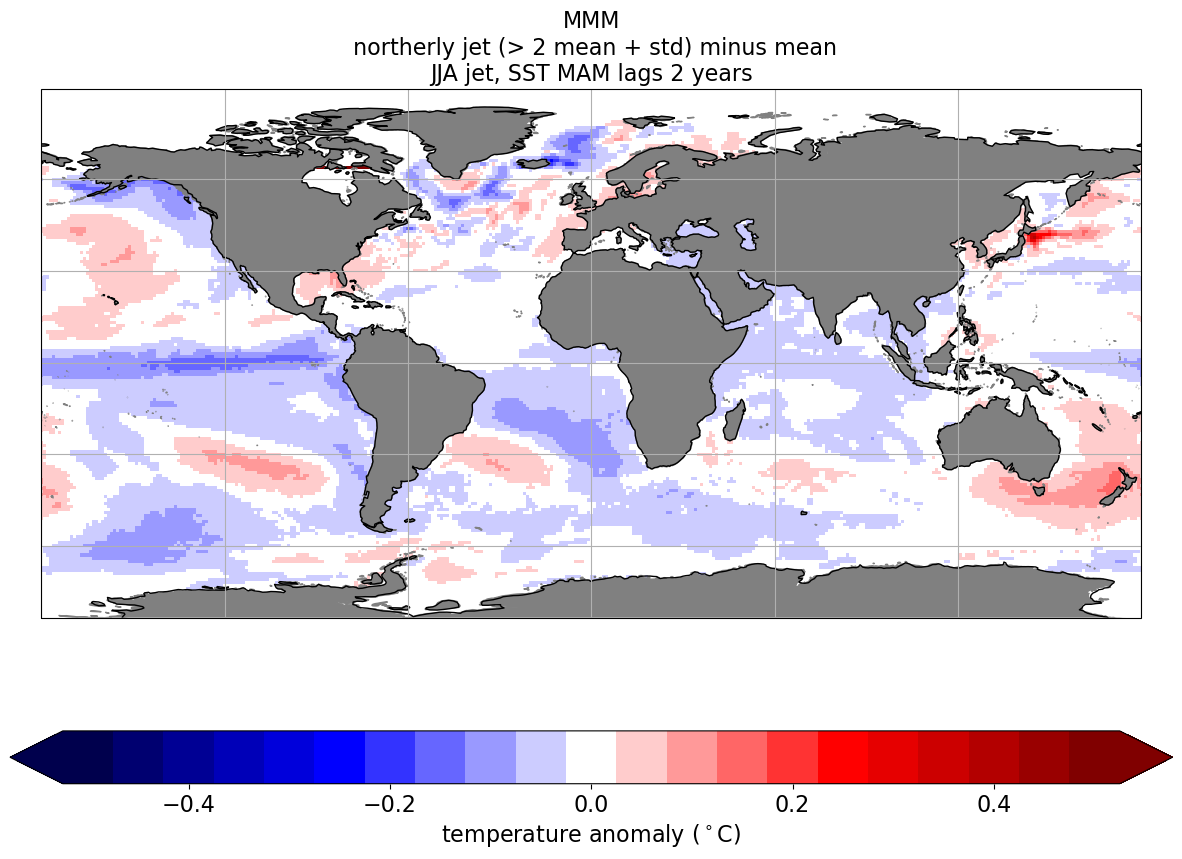 MMM
northerly jet (> 2 mean + std) minus mean
JJA jet, SST MAM lags 2 years
−0.4 −0.2 0.0 0.2 0.4
temperature anomaly (°C)